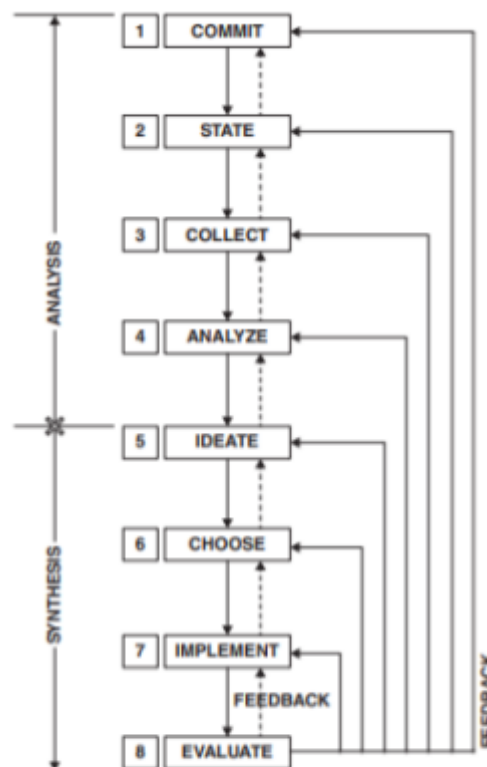 1 COMMIT
2 STATE
3 COLLECT
ANALYSIS
4 ANALYZE
5 IDEATE
6 CHOOSE
SYNTHESIS
7 IMPLEMENT
FEEDBACK
FEEDBACK
8 EVALUATE